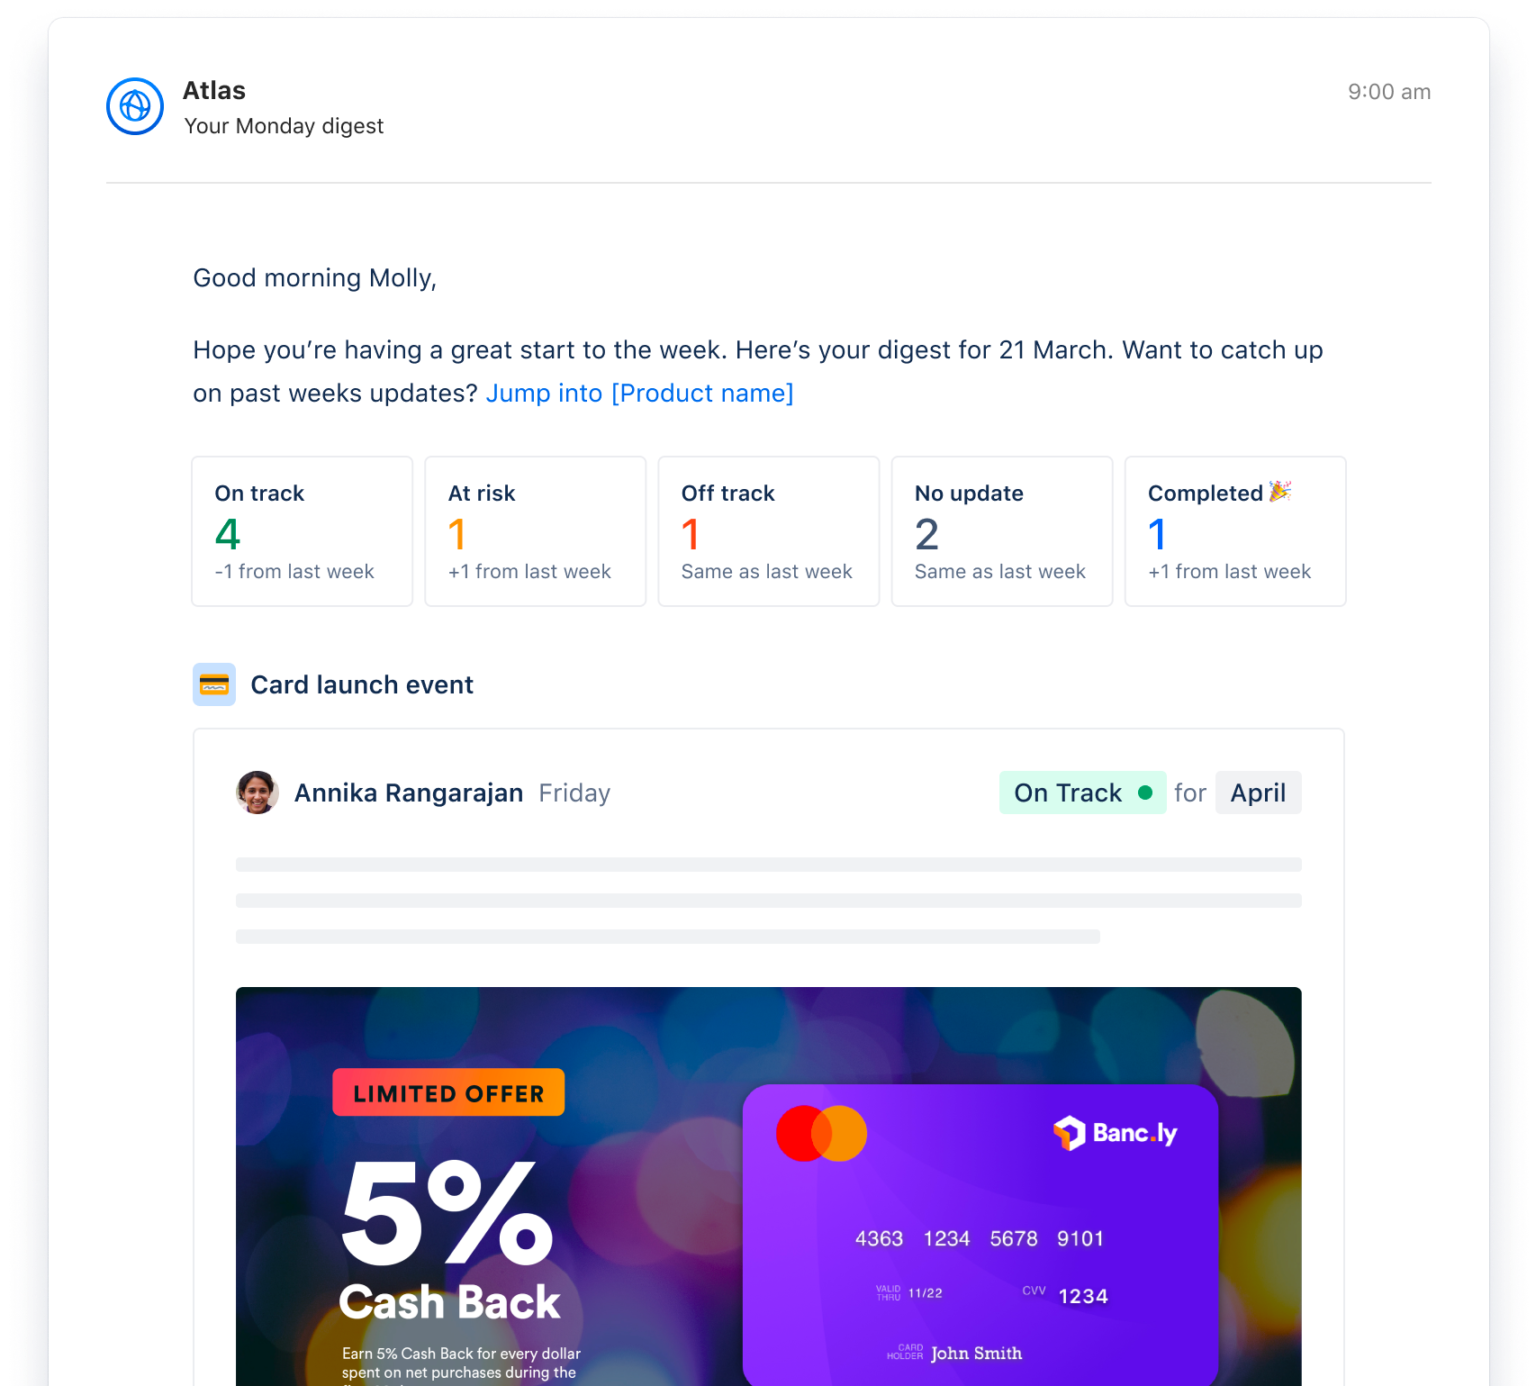 Atlas
9:00 am
Your Monday digest
Good morning Molly,
Hope you’re having a great start to the week. Here’s your digest for 21 March. Want to catch up
on past weeks updates? Jump into [Product name]
On track
4
-1 from last week
At risk
1
+1 from last week
Off track
1
Same as last week
No update
2
Same as last week
Completed 🎉
1
+1 from last week
Card launch event
Annika Rangarajan Friday
On Track for April
LIMITED OFFER
5%
Cash Back
Earn 5% Cash Back for every dollar
spent on net purchases during the
Banc.ly
4363 1234 5678 9101
VALID
THRU 11/22
CVV 1234
CARD
HOLDER John Smith